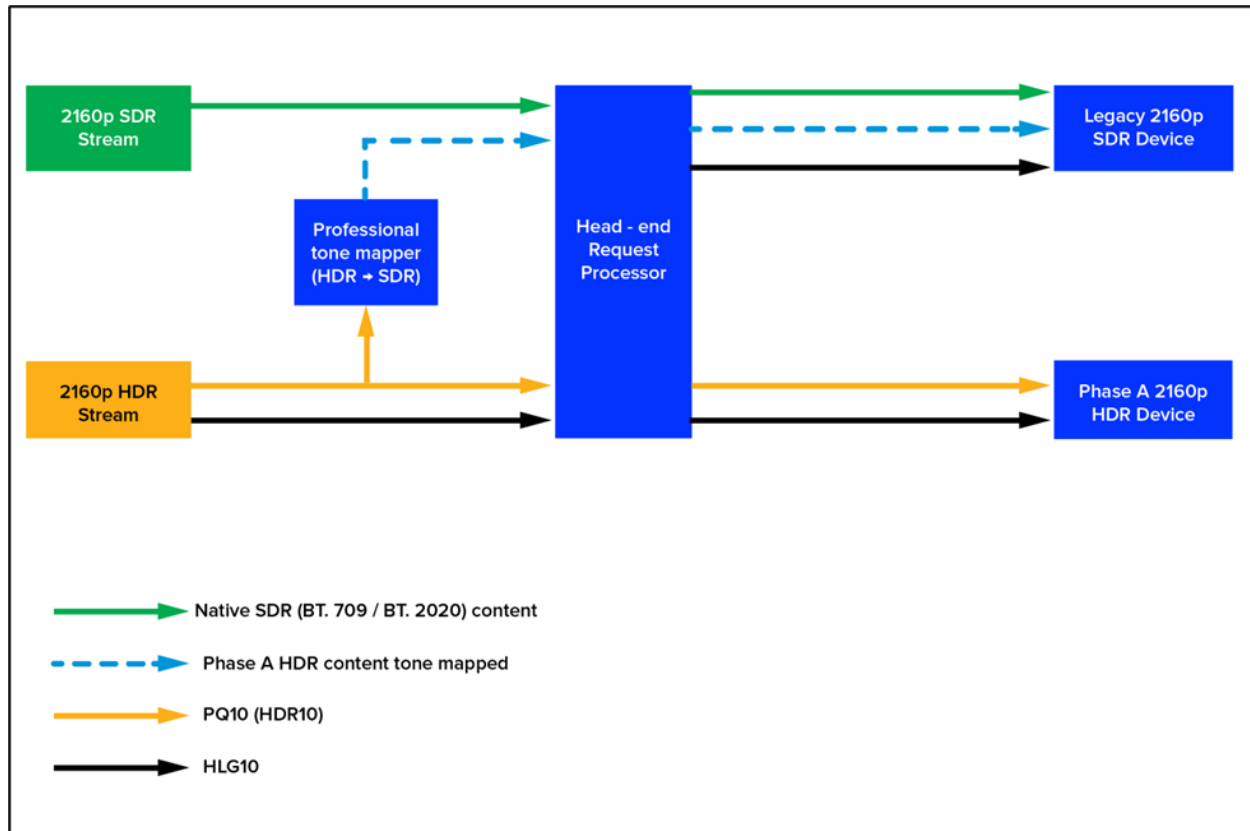 2160p SDR
Stream
Professional
tone mapper
(HDR → SDR)
2160p HDR
Stream
Head - end
Request
Processor
Legacy 2160p
SDR Device
Phase A 2160p
HDR Device
Native SDR (BT. 709 / BT. 2020) content
Phase A HDR content tone mapped
PQ10 (HDR10)
HLG10